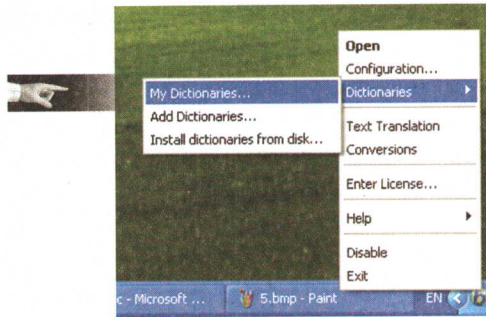 Open
Configuration...
Dictionaries
My Dictionaries...
Add Dictionaries...
Install dictionaries from disk...
Text Translation
Conversions
Enter License...
Help
Disable
Exit
c - Microsoft ...
5.bmp - Paint
EN